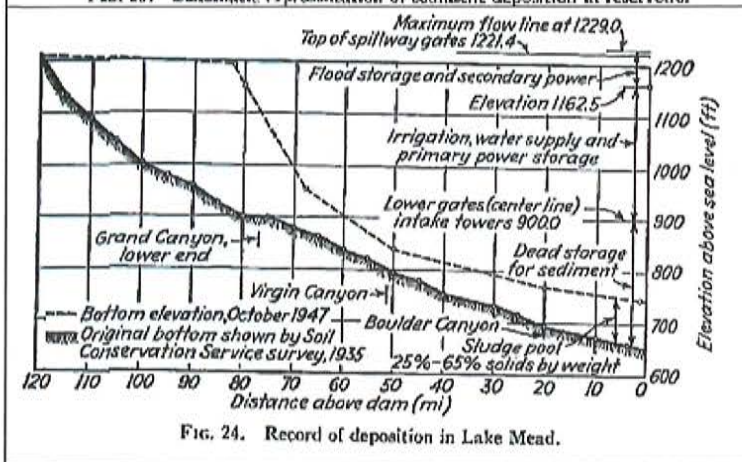 Maximum flow line at 1229.0
Top of spillway gates 1221.4
Flood storage and secondary power
Elevation 1162.5
Irrigation, water supply and
primary power storage
Lower gates (center line)
intake towers 900.0
Grand Canyon,
lower end
Dead storage
for sediment
Virgin Canyon
Bottom elevation, October 1947
Boulder Canyon
Original bottom shown by Soil
Conservation Service survey, 1935
Sludge pool
25%-65% solids by weight
1200
1100
1000
900
800
700
600
Elevation above sea level (ft)
120 110 100 90 80 70 60 50 40 30 20 10 0
Distance above dam (mi)
FIG. 24. Record of deposition in Lake Mead.